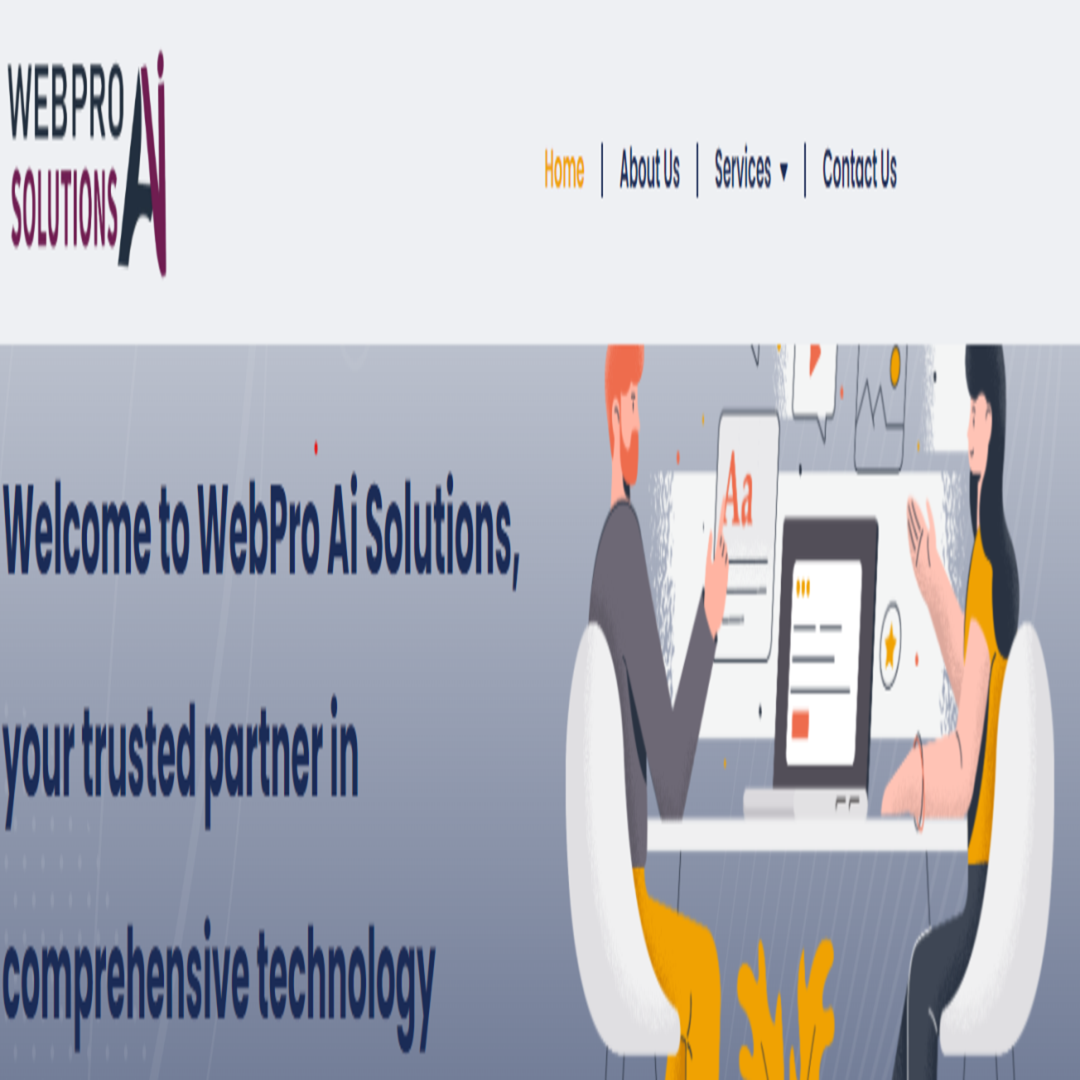 WEBPRO
SOLUTIONS
Ai
Home | About Us | Services ▾ | Contact Us
Aa
Welcome to WebPro Ai Solutions,
your trusted partner in
comprehensive technology